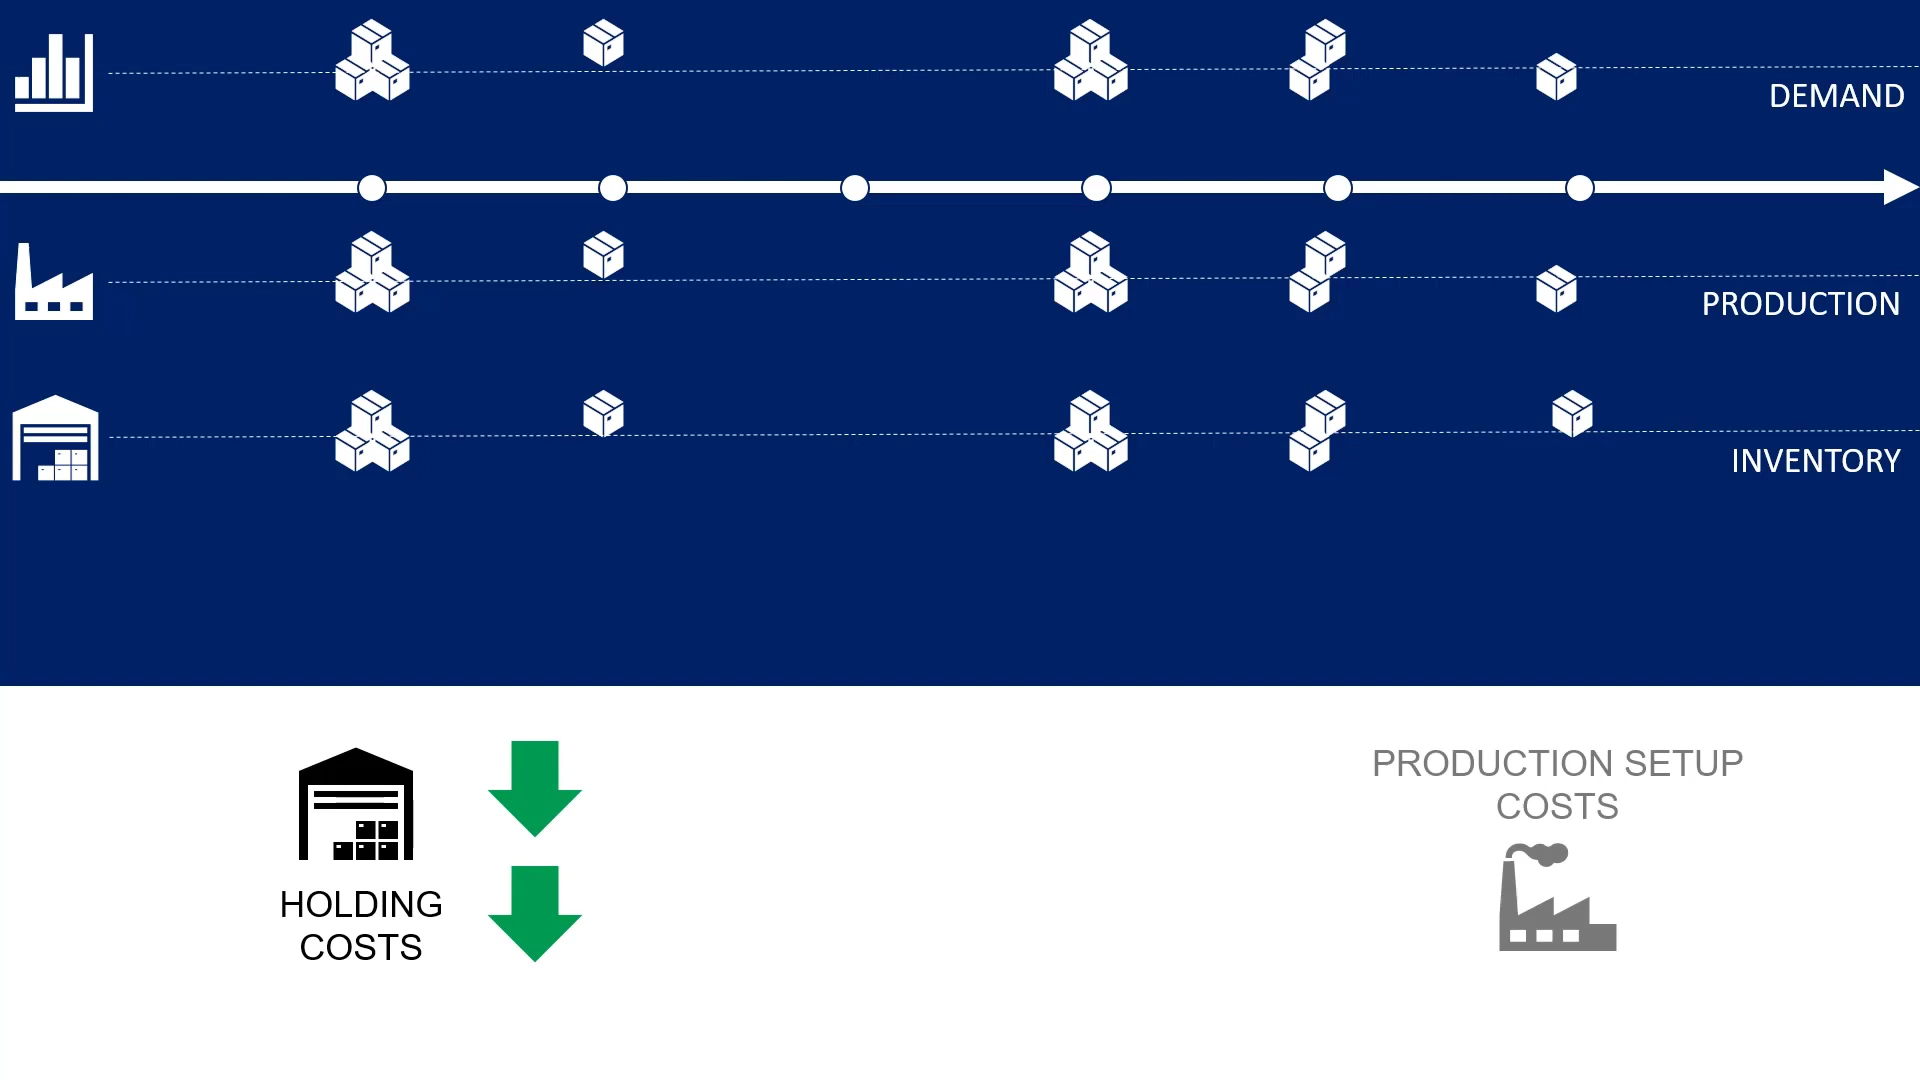 DEMAND
PRODUCTION
INVENTORY
HOLDING
COSTS
PRODUCTION SETUP
COSTS